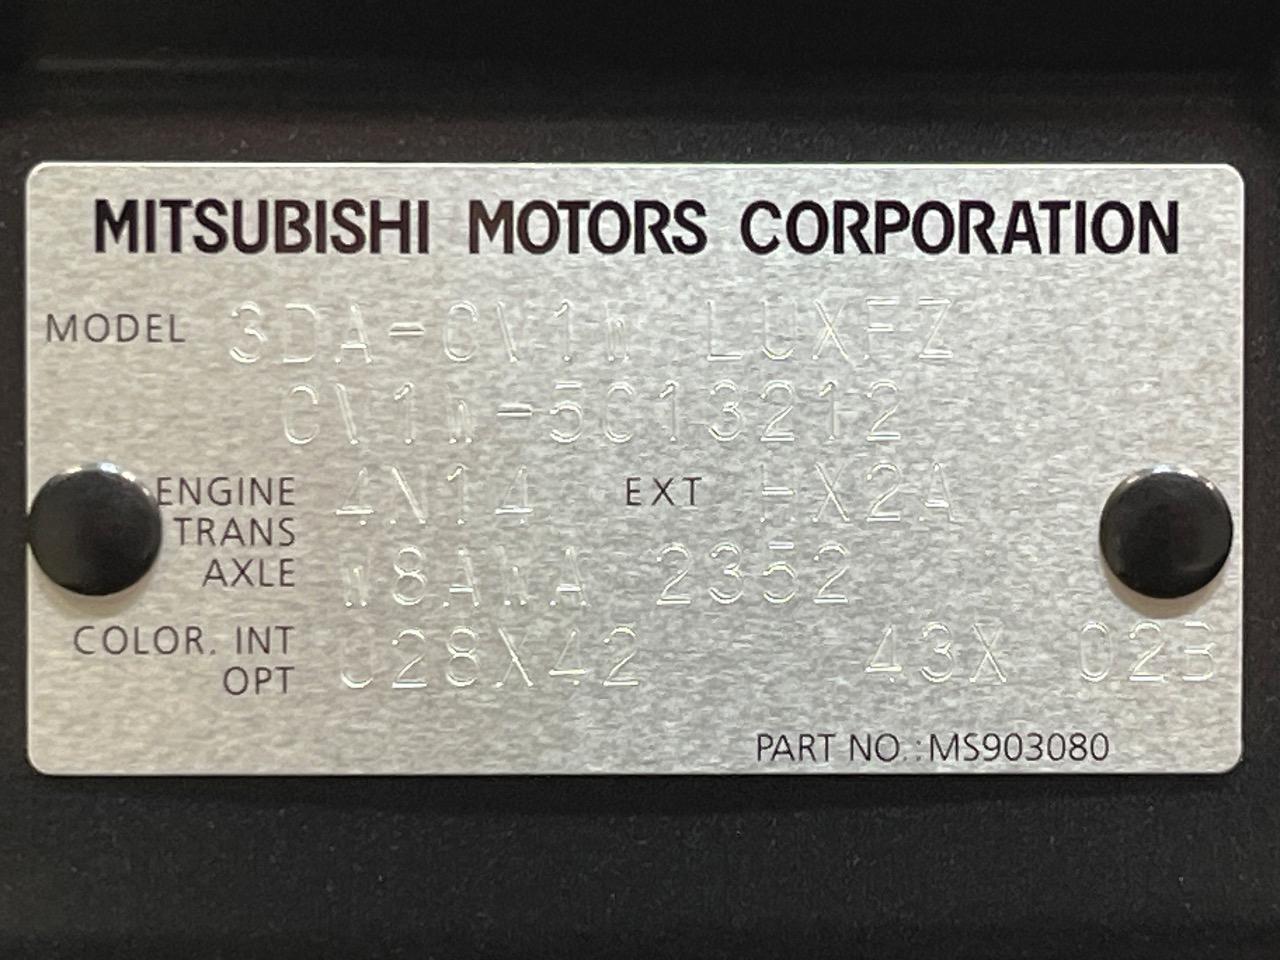 MITSUBISHI MOTORS CORPORATION
MODEL 3DA-CV1W LUXFZ
CV1W-5013212
ENGINE 4N14 EXT HX2A
TRANS
AXLE W8AWA 2352
COLOR. INT
OPT 028X42 43X 02B
PART NO.:MS903080